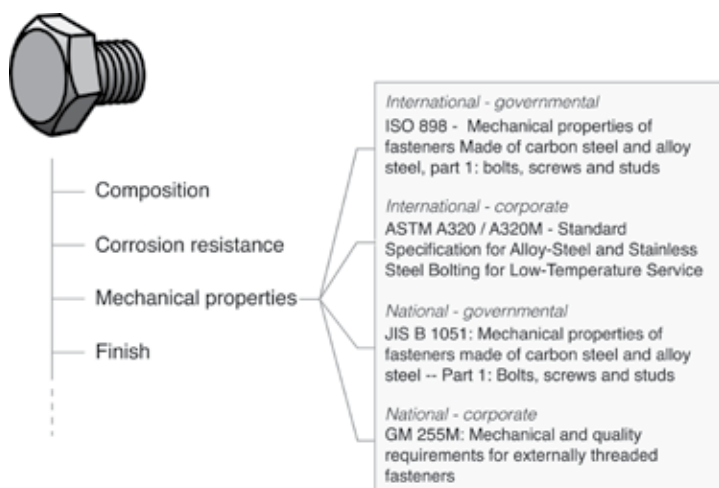 Composition
Corrosion resistance
Mechanical properties
Finish
International - governmental
ISO 898 - Mechanical properties of
fasteners Made of carbon steel and alloy
steel, part 1: bolts, screws and studs
International - corporate
ASTM A320 / A320M - Standard
Specification for Alloy-Steel and Stainless
Steel Bolting for Low-Temperature Service
National - governmental
JIS B 1051: Mechanical properties of
fasteners made of carbon steel and alloy
steel -- Part 1: Bolts, screws and studs
National - corporate
GM 255M: Mechanical and quality
requirements for externally threaded
fasteners